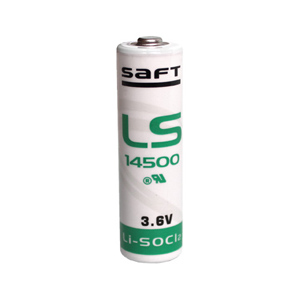 SAFT
LS
14500
®
3.6V
Li-SOCl₂